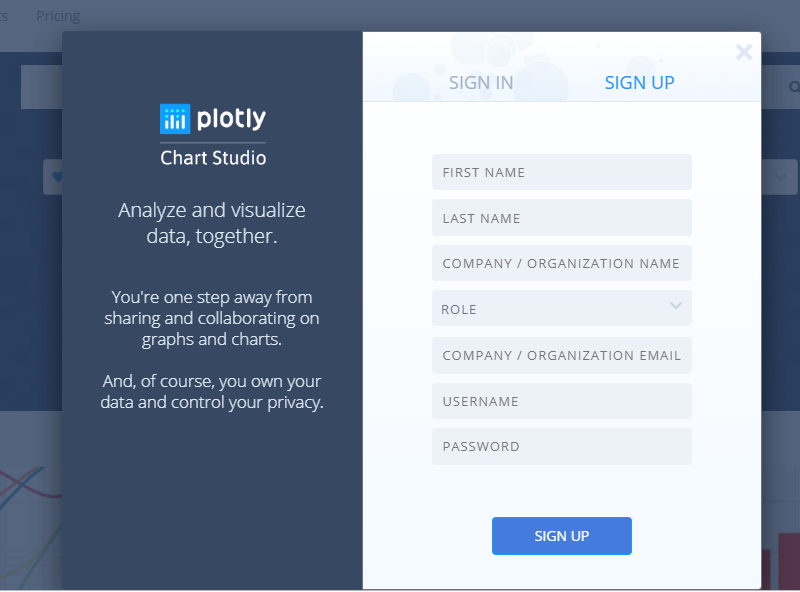 Pricing
plotly
Chart Studio
Analyze and visualize
data, together.
You're one step away from
sharing and collaborating on
graphs and charts.
And, of course, you own your
data and control your privacy.
SIGN IN
SIGN UP
FIRST NAME
LAST NAME
COMPANY / ORGANIZATION NAME
ROLE
COMPANY / ORGANIZATION EMAIL
USERNAME
PASSWORD
SIGN UP